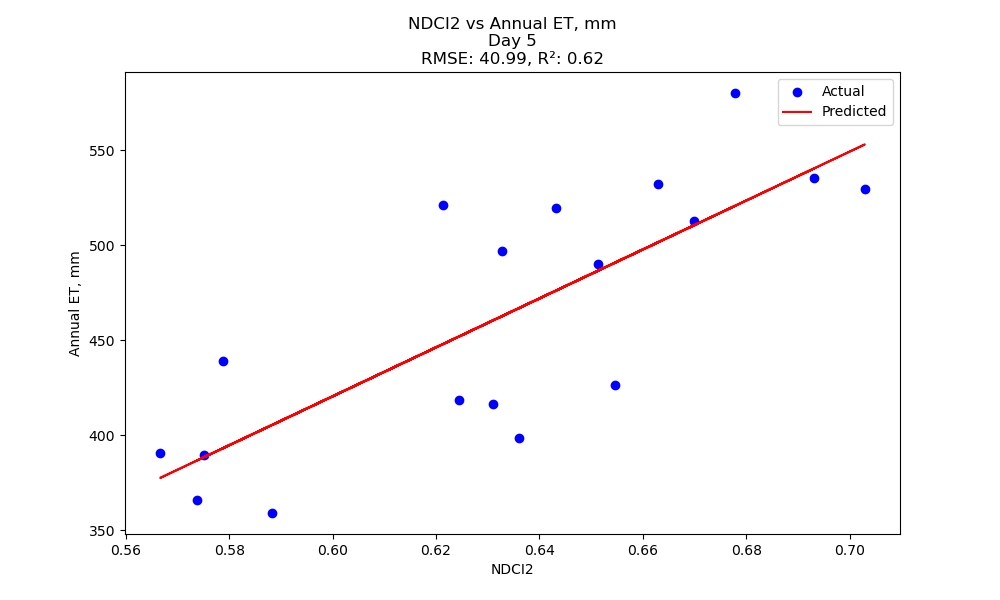 NDCI2 vs Annual ET, mm
Day 5
RMSE: 40.99, R²: 0.62
Actual
Predicted
Annual ET, mm
550
500
450
400
350
0.56 0.58 0.60 0.62 0.64 0.66 0.68 0.70
NDCI2